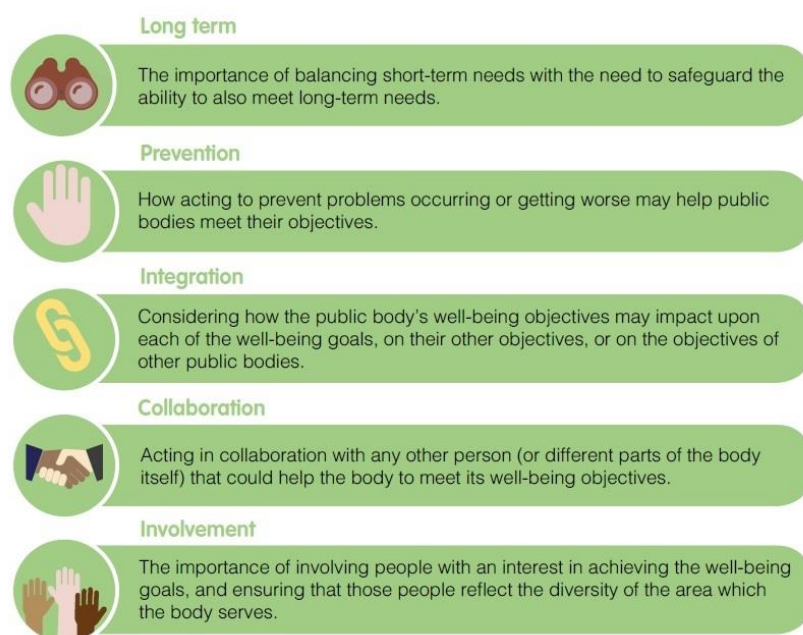 Long term
The importance of balancing short-term needs with the need to safeguard the
ability to also meet long-term needs.
Prevention
How acting to prevent problems occurring or getting worse may help public
bodies meet their objectives.
Integration
Considering how the public body's well-being objectives may impact upon
each of the well-being goals, on their other objectives, or on the objectives of
other public bodies.
Collaboration
Acting in collaboration with any other person (or different parts of the body
itself) that could help the body to meet its well-being objectives.
Involvement
The importance of involving people with an interest in achieving the well-being
goals, and ensuring that those people reflect the diversity of the area which
the body serves.